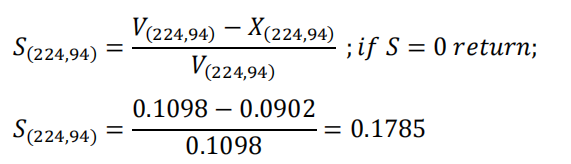 S(224,94) = V(224,94) − X(224,94) / V(224,94) ; if S = 0 return;
S(224,94) = 0.1098 − 0.0902 / 0.1098 = 0.1785